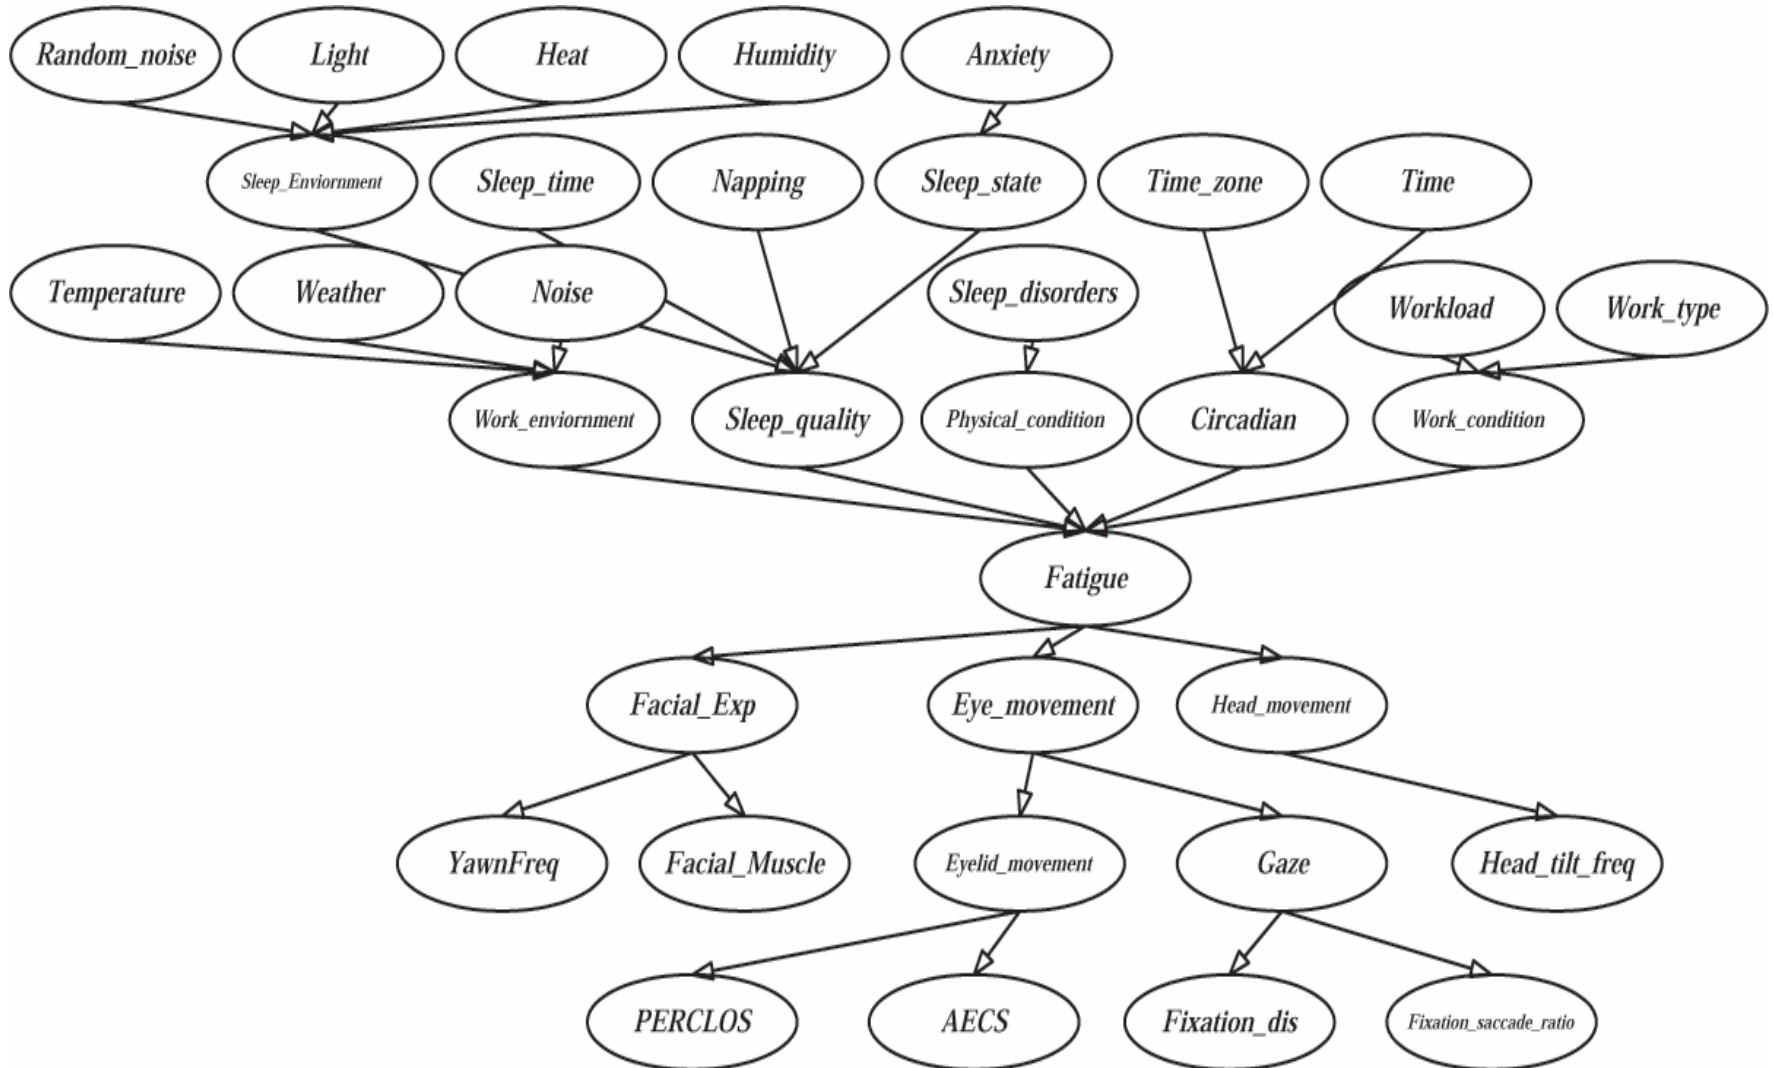 Random_noise
Light
Heat
Humidity
Anxiety
Sleep_Enviornment
Sleep_time
Napping
Sleep_state
Time_zone
Time
Temperature
Weather
Noise
Sleep_disorders
Workload
Work_type
Work_enviornment
Sleep_quality
Physical_condition
Circadian
Work_condition
Fatigue
Facial_Exp
Eye_movement
Head_movement
YawnFreq
Facial_Muscle
Eyelid_movement
Gaze
Head_tilt_freq
PERCLOS
AECS
Fixation_dis
Fixation_saccade_ratio